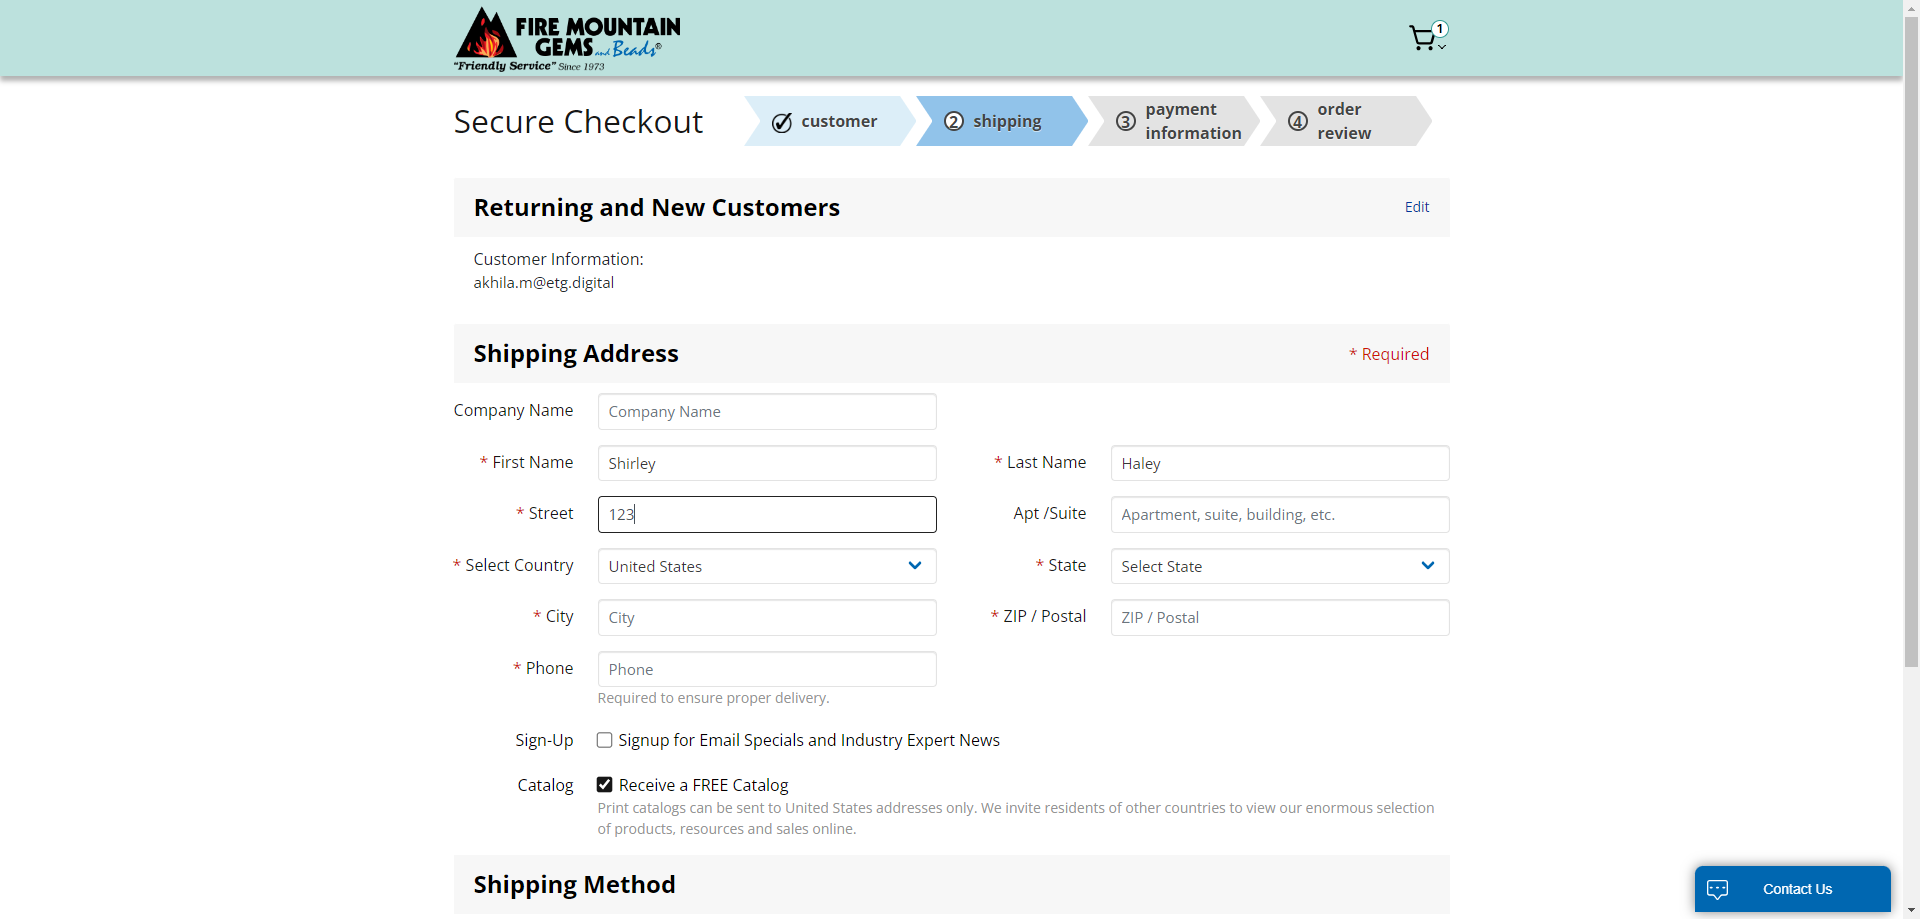 FIRE MOUNTAIN
GEMS and Beads®
"Friendly Service" Since 1973
1
Secure Checkout
customer
2 shipping
3 payment information
4 order review
Returning and New Customers
Edit
Customer Information:
akhila.m@etg.digital
Shipping Address
* Required
Company Name
Company Name
* First Name
Shirley
* Last Name
Haley
* Street
123
Apt /Suite
Apartment, suite, building, etc.
* Select Country
United States
* State
Select State
* City
City
* ZIP / Postal
ZIP / Postal
* Phone
Phone
Required to ensure proper delivery.
Sign-Up
Signup for Email Specials and Industry Expert News
Catalog
Receive a FREE Catalog
Print catalogs can be sent to United States addresses only. We invite residents of other countries to view our enormous selection
of products, resources and sales online.
Shipping Method
Contact Us